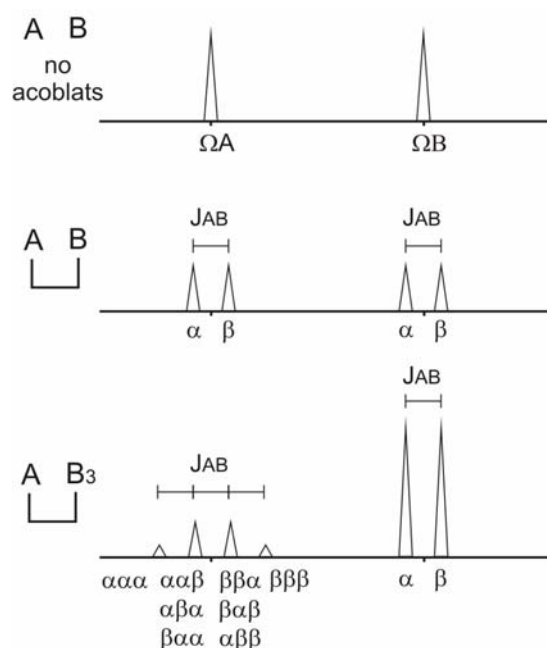 A B
no
acoblats
ΩA ΩB
JAB JAB
A B
α β α β
JAB
JAB
A B3
ααα ααβ ββα βββ α β
αβα βαβ
βαα αββ